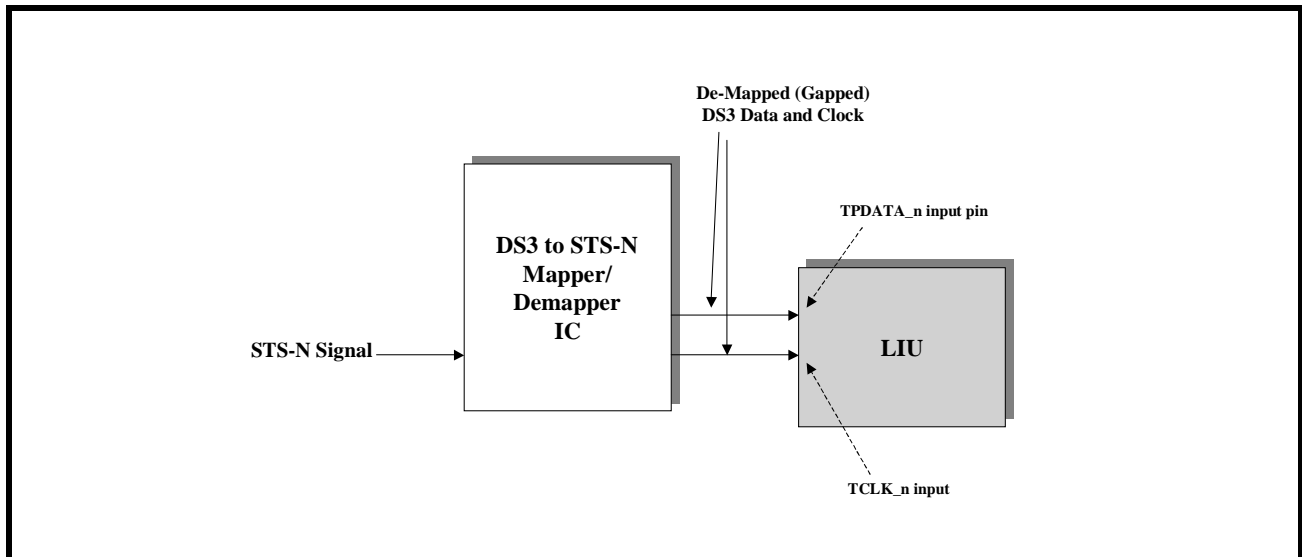 De-Mapped (Gapped)
DS3 Data and Clock
TPDATA_n input pin
DS3 to STS-N
Mapper/
Demapper
IC
STS-N Signal
LIU
TCLK_n input